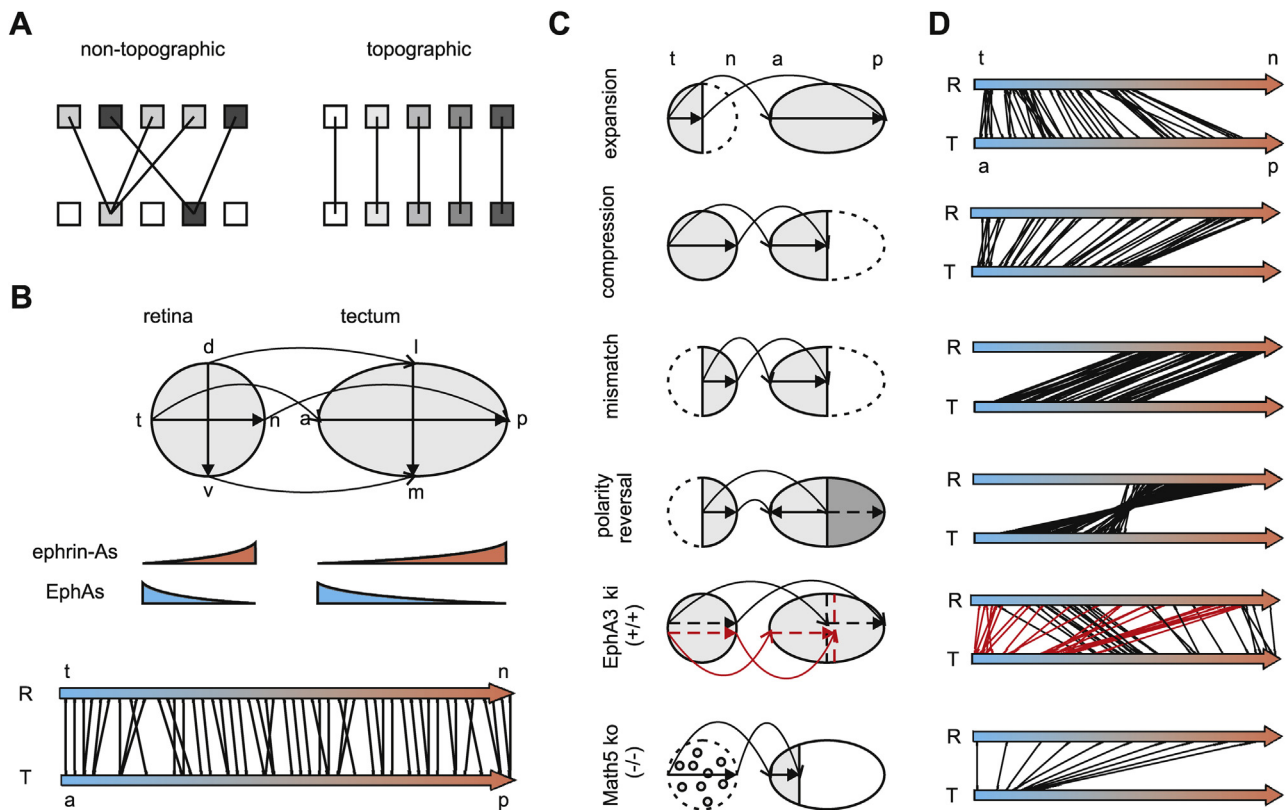 A
non-topographic
topographic
B
retina
tectum
d
l
t
n
a
p
v
m
ephrin-As
EphAs
t
n
R
T
a
p
C
t
n
a
p
expansion
compression
mismatch
polarity
reversal
EphA3 ki
(+/+)
Math5 ko
(-/-)
D
t
n
R
T
a
p
R
T
R
T
R
T
R
T
R
T